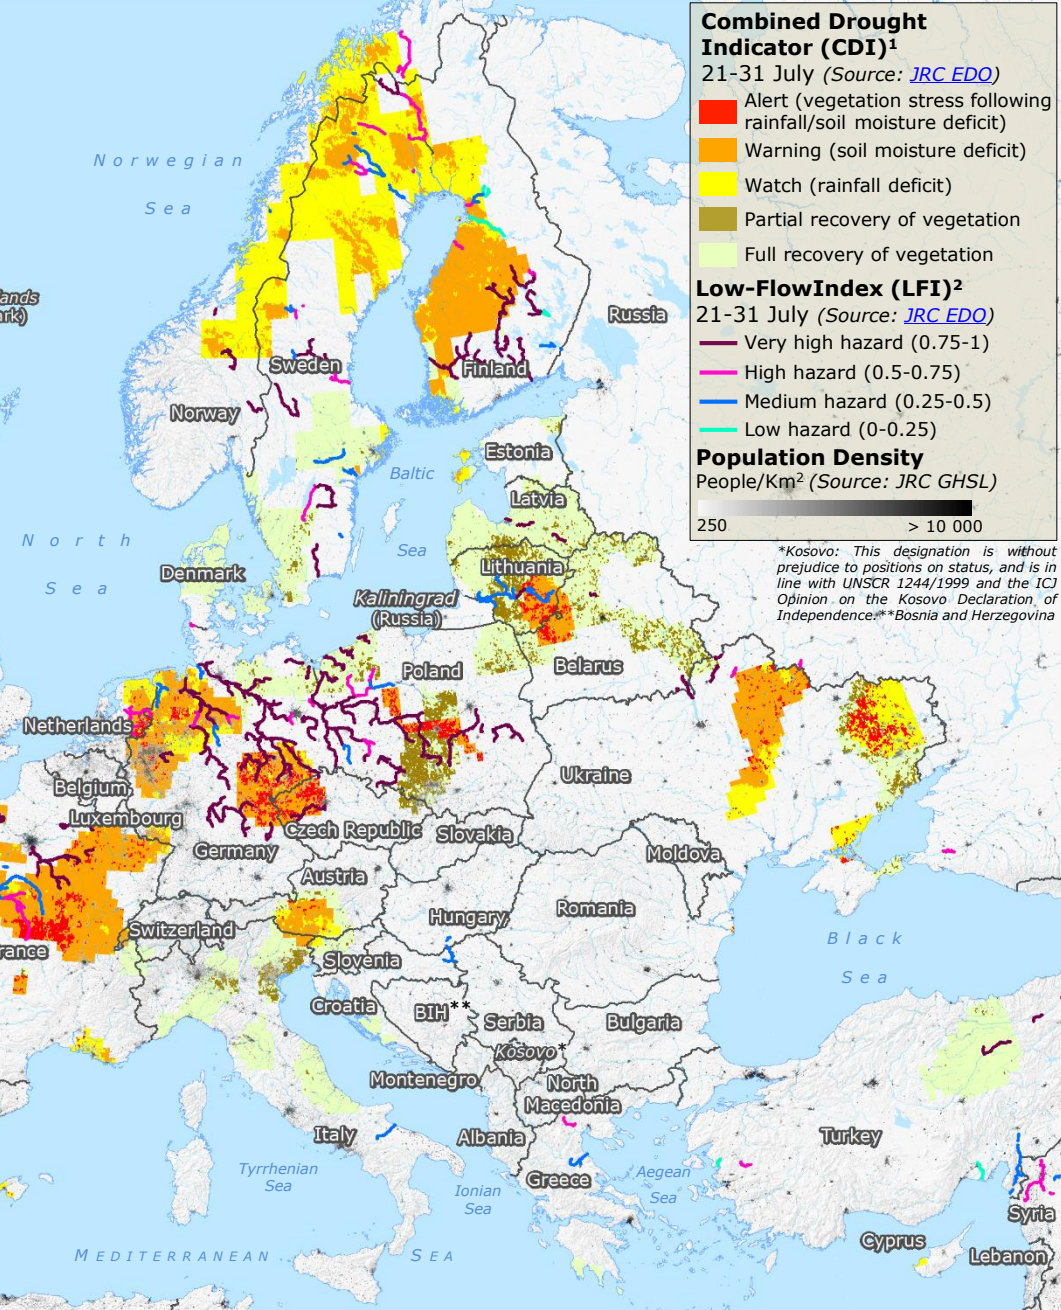 Combined Drought
Indicator (CDI)¹
21-31 July (Source: JRC EDO)
Alert (vegetation stress following
rainfall/soil moisture deficit)
Warning (soil moisture deficit)
Watch (rainfall deficit)
Partial recovery of vegetation
Full recovery of vegetation
Low-FlowIndex (LFI)²
21-31 July (Source: JRC EDO)
Very high hazard (0.75-1)
High hazard (0.5-0.75)
Medium hazard (0.25-0.5)
Low hazard (0-0.25)
Population Density
People/Km² (Source: JRC GHSL)
250
> 10 000
*Kosovo: This designation is without
prejudice to positions on status, and is in
line with UNSCR 1244/1999 and the ICJ
Opinion on the Kosovo Declaration of
Independence.**Bosnia and Herzegovina
Norwegian
Sea
ands
rk)
Russia
Sweden
Finland
Norway
Estonia
Baltic
Latvia
North
Sea
Sea
Denmark
Lithuania
Kaliningrad
(Russia)
Poland
Belarus
Netherlands
Belgium
Ukraine
Luxembourg
Czech Republic
Slovakia
Germany
Moldova
Austria
Hungary
Romania
Switzerland
rance
Slovenia
Black
Sea
Croatia
BIH**
Serbia
Bulgaria
Kosovo*
Montenegro
North
Macedonia
Italy
Albania
Turkey
Tyrrhenian
Sea
Greece
Aegean
Sea
Ionian
Sea
Syria
Cyprus
Lebanon
MEDITERRANEAN
SEA